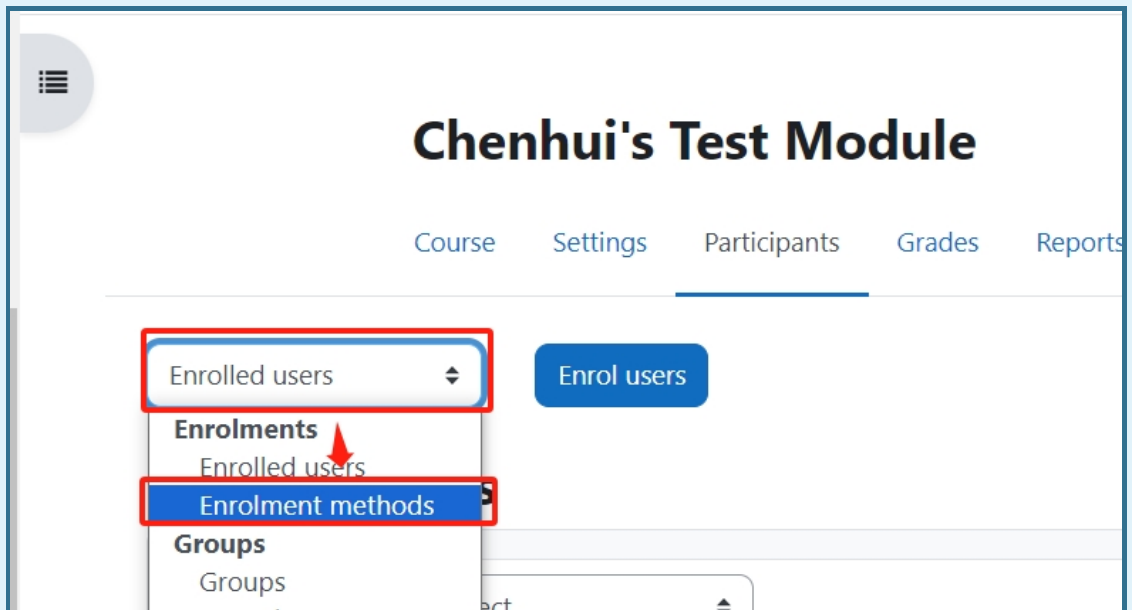 Chenhui's Test Module
Course Settings Participants Grades Reports
Enrolled users Enrol users
Enrolments
Enrolled users
Enrolment methods
Groups
Groups